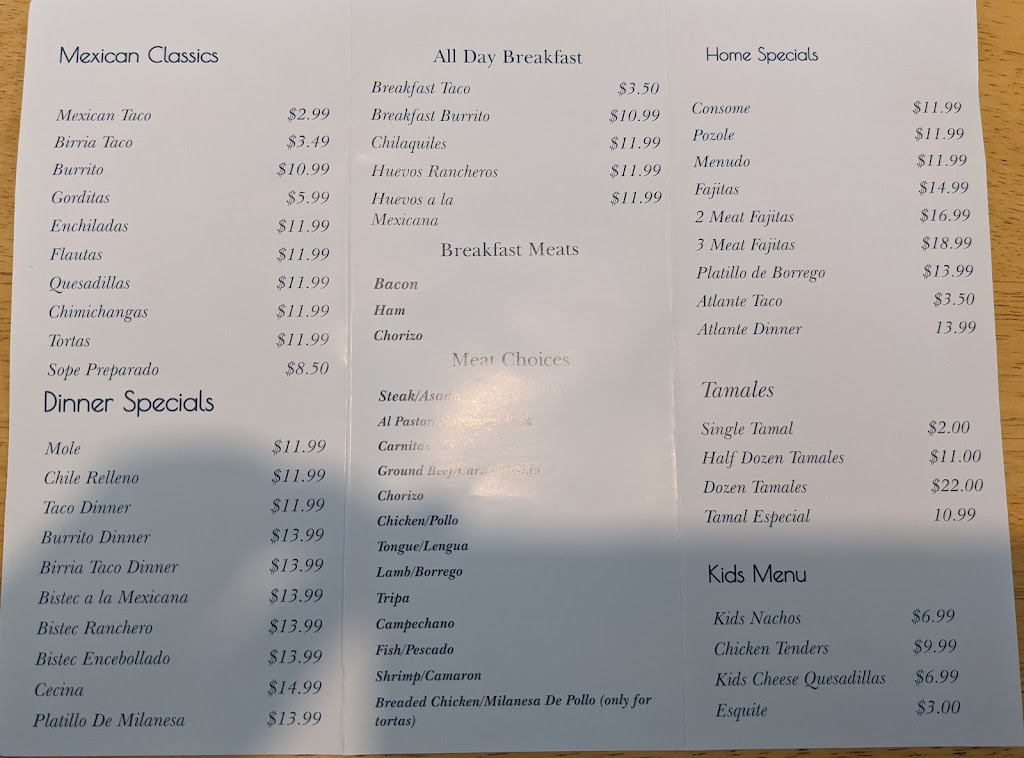 Mexican Classics
Mexican Taco $2.99
Birria Taco $3.49
Burrito $10.99
Gorditas $5.99
Enchiladas $11.99
Flautas $11.99
Quesadillas $11.99
Chimichangas $11.99
Tortas $11.99
Sope Preparado $8.50
Dinner Specials
Mole $11.99
Chile Relleno $11.99
Taco Dinner $11.99
Burrito Dinner $13.99
Birria Taco Dinner $13.99
Bistec a la Mexicana $13.99
Bistec Ranchero $13.99
Bistec Encebollado $13.99
Cecina $14.99
Platillo De Milanesa $13.99
All Day Breakfast
Breakfast Taco $3.50
Breakfast Burrito $10.99
Chilaquiles $11.99
Huevos Rancheros $11.99
Huevos a la $11.99
Mexicana
Breakfast Meats
Bacon
Ham
Chorizo
Meat Choices
Steak/Asada
Al Pastor/
Carnitas
Ground Beef/Carne Molida
Chorizo
Chicken/Pollo
Tongue/Lengua
Lamb/Borrego
Tripa
Campechano
Fish/Pescado
Shrimp/Camaron
Breaded Chicken/Milanesa De Pollo (only for
tortas)
Home Specials
Consome $11.99
Pozole $11.99
Menudo $11.99
Fajitas $14.99
2 Meat Fajitas $16.99
3 Meat Fajitas $18.99
Platillo de Borrego $13.99
Atlante Taco $3.50
Atlante Dinner 13.99
Tamales
Single Tamal $2.00
Half Dozen Tamales $11.00
Dozen Tamales $22.00
Tamal Especial 10.99
Kids Menu
Kids Nachos $6.99
Chicken Tenders $9.99
Kids Cheese Quesadillas $6.99
Esquite $3.00